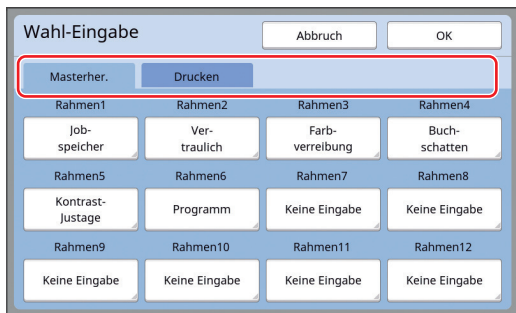 Wahl-Eingabe
Abbruch
OK
Masterher.
Drucken
Rahmen1
Rahmen2
Rahmen3
Rahmen4
Job-
speicher
Ver-
traulich
Farb-
verreibung
Buch-
schatten
Rahmen5
Rahmen6
Rahmen7
Rahmen8
Kontrast-
Justage
Programm
Keine Eingabe
Keine Eingabe
Rahmen9
Rahmen10
Rahmen11
Rahmen12
Keine Eingabe
Keine Eingabe
Keine Eingabe
Keine Eingabe